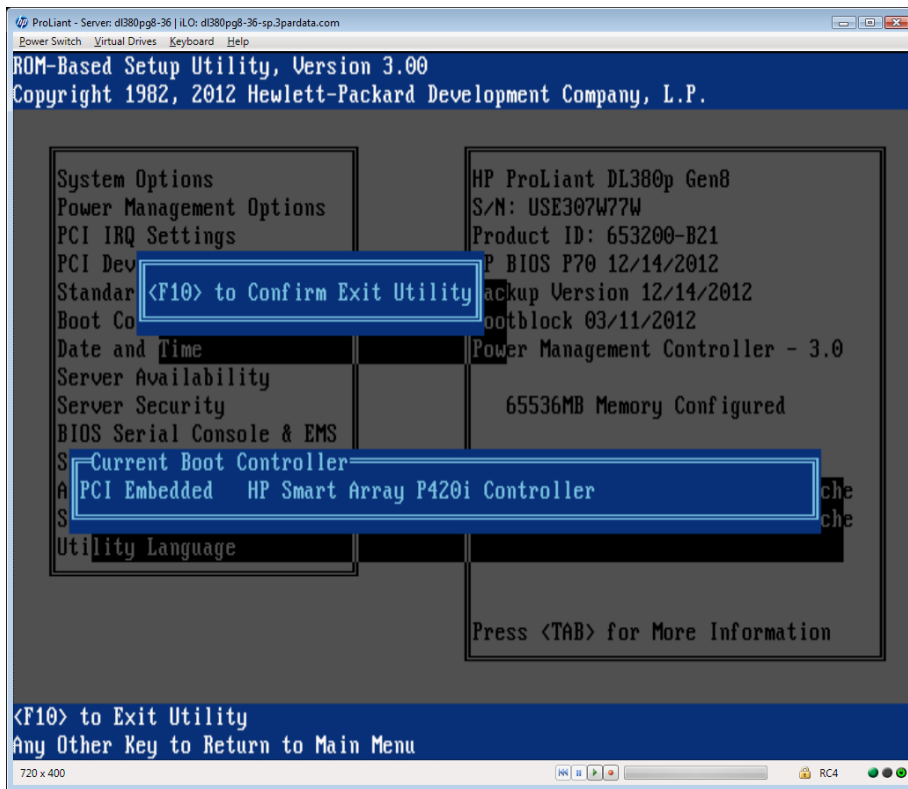 ProLiant - Server: dl380pg8-36 | iLO: dl380pg8-36-sp.3pardata.com
Power Switch Virtual Drives Keyboard Help
ROM-Based Setup Utility, Version 3.00
Copyright 1982, 2012 Hewlett-Packard Development Company, L.P.
System Options
Power Management Options
PCI IRQ Settings
PCI Dev
Standar
Boot Co
Date and Time
Server Availability
Server Security
BIOS Serial Console & EMS
S
A
S
Utility Language
HP ProLiant DL380p Gen8
S/N: USE307W77W
Product ID: 653200-B21
P BIOS P70 12/14/2012
ackup Version 12/14/2012
ootblock 03/11/2012
Power Management Controller - 3.0
65536MB Memory Configured
che
che
Press <TAB> for More Information
<F10> to Confirm Exit Utility
Current Boot Controller
PCI Embedded HP Smart Array P420i Controller
<F10> to Exit Utility
Any Other Key to Return to Main Menu
720 x 400
RC4